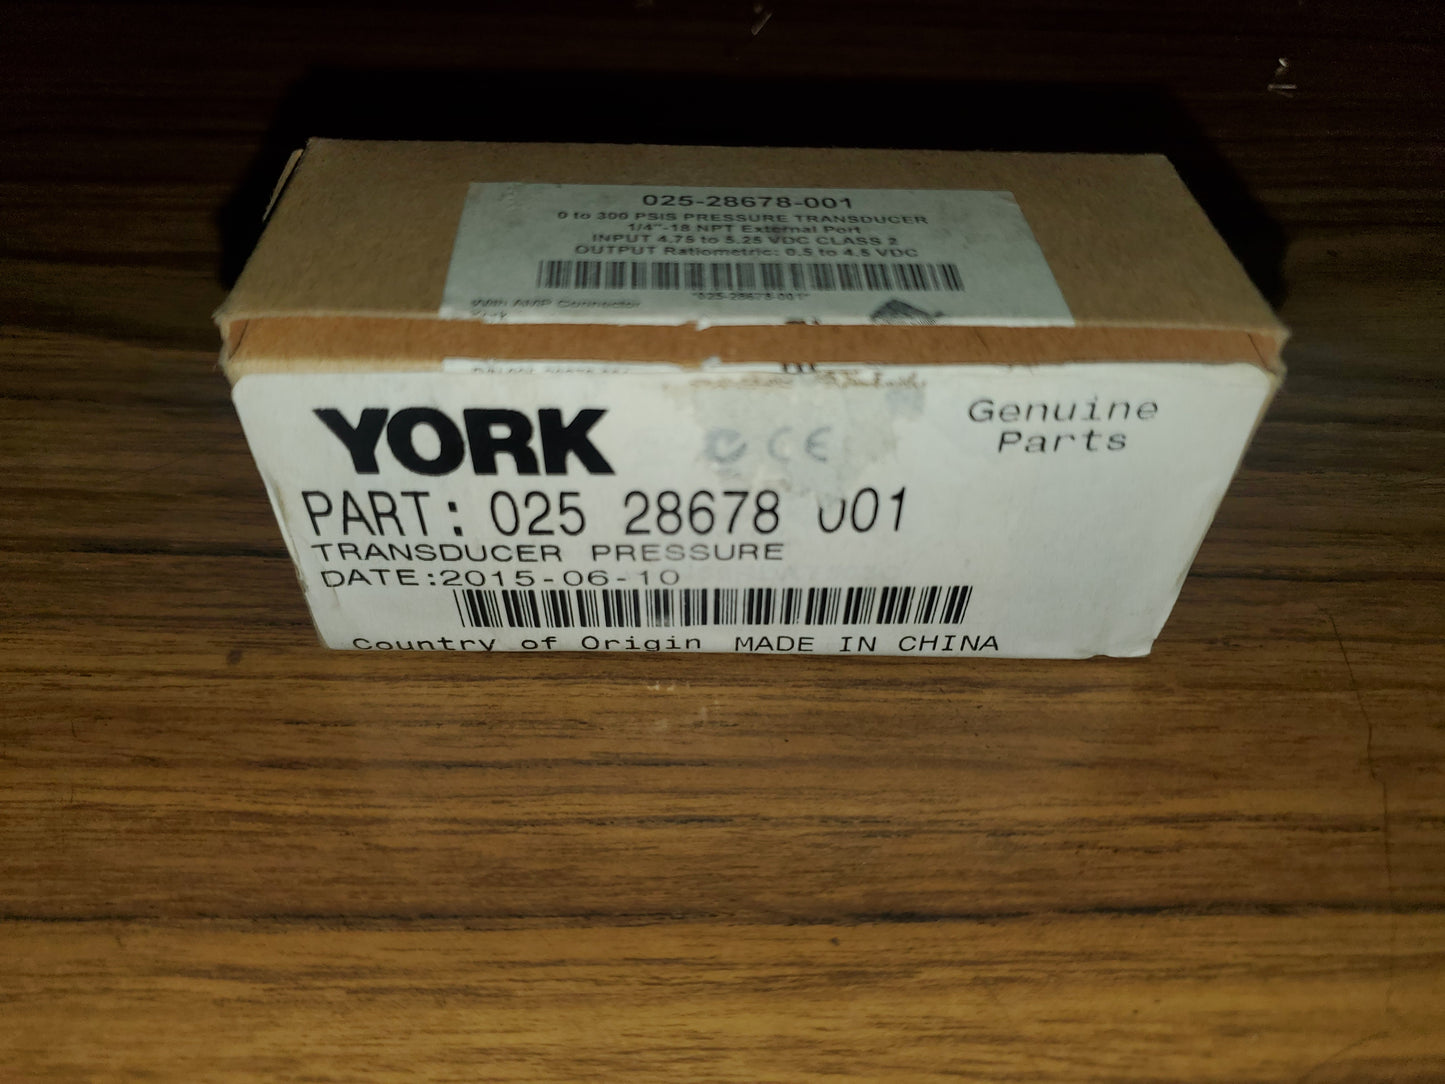 025-28678-001
0 to 300 PSIS PRESSURE TRANSDUCER
1/4"-18 NPT External Port
INPUT 4.75 to 5.25 VDC CLASS 2
OUTPUT Ratiometric: 0.5 to 4.5 VDC
*025-28678-001*
With AMP Connector
YORK
Genuine
Parts
CE
PART: 025 28678 001
TRANSDUCER PRESSURE
DATE:2015-06-10
Country of Origin MADE IN CHINA